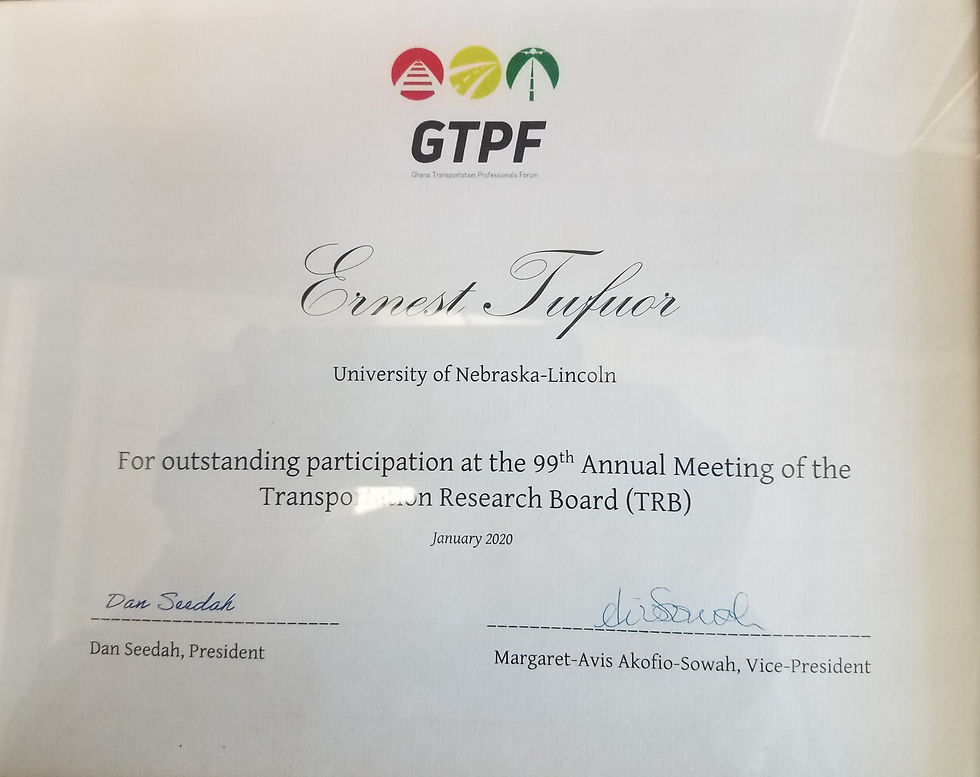 GTPF
Ghana Transportation Professionals Forum
Ernest Tufuor
University of Nebraska-Lincoln
For outstanding participation at the 99th Annual Meeting of the
Transportation Research Board (TRB)
January 2020
Dan Seedah
Dan Seedah, President
Margaret-Avis Akofio-Sowah, Vice-President